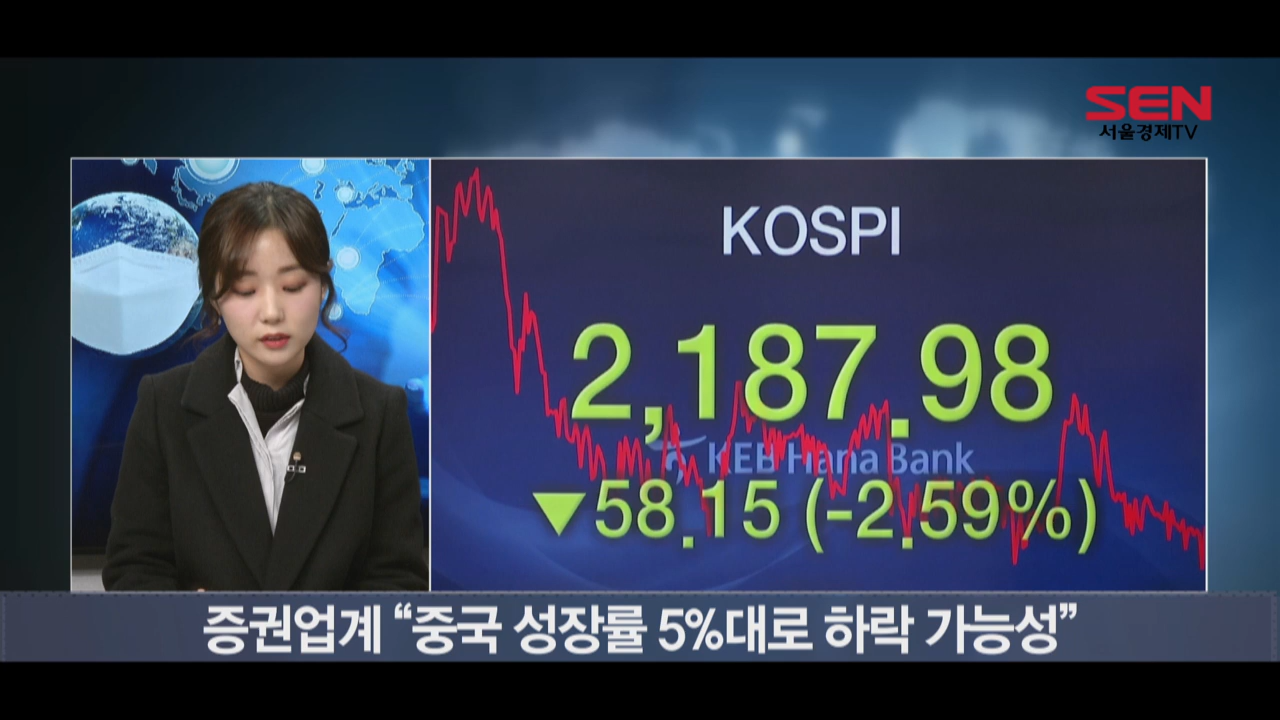 SEN
서울경제TV
KOSPI
2,187.98
KEB Hana Bank
▼58.15 (-2.59%)
증권업계 “중국 성장률 5%대로 하락 가능성”